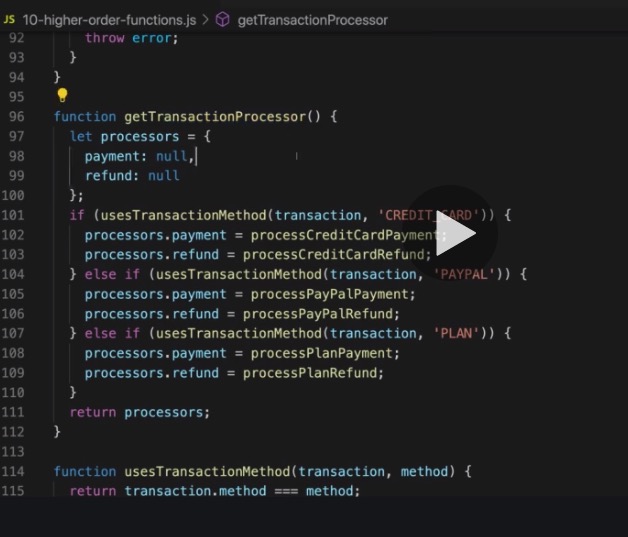 JS 10-higher-order-functions.js > getTransactionProcessor
92 throw error;
93 }
94 }
95
96 function getTransactionProcessor() {
97 let processors = {
98 payment: null,
99 refund: null
100 };
101 if (usesTransactionMethod(transaction, 'CREDIT_CARD')) {
102 processors.payment = processCreditCardPayment;
103 processors.refund = processCreditCardRefund;
104 } else if (usesTransactionMethod(transaction, 'PAYPAL')) {
105 processors.payment = processPayPalPayment;
106 processors.refund = processPayPalRefund;
107 } else if (usesTransactionMethod(transaction, 'PLAN')) {
108 processors.payment = processPlanPayment;
109 processors.refund = processPlanRefund;
110 }
111 return processors;
112 }
113
114 function usesTransactionMethod(transaction, method) {
115 return transaction.method === method;